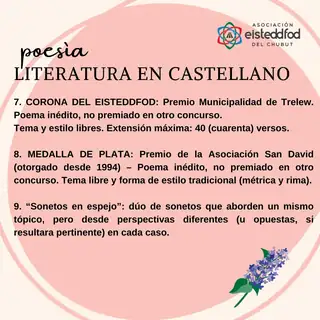 ASOCIACIÓN
eisteddfod
DEL CHUBUT
poesìa
LITERATURA EN CASTELLANO
7. CORONA DEL EISTEDDFOD: Premio Municipalidad de Trelew.
Poema inédito, no premiado en otro concurso.
Tema y estilo libres. Extensión máxima: 40 (cuarenta) versos.
8. MEDALLA DE PLATA: Premio de la Asociación San David
(otorgado desde 1994) – Poema inédito, no premiado en otro
concurso. Tema libre y forma de estilo tradicional (métrica y rima).
9. “Sonetos en espejo”: dúo de sonetos que aborden un mismo
tópico, pero desde perspectivas diferentes (u opuestas, si
resultara pertinente) en cada caso.